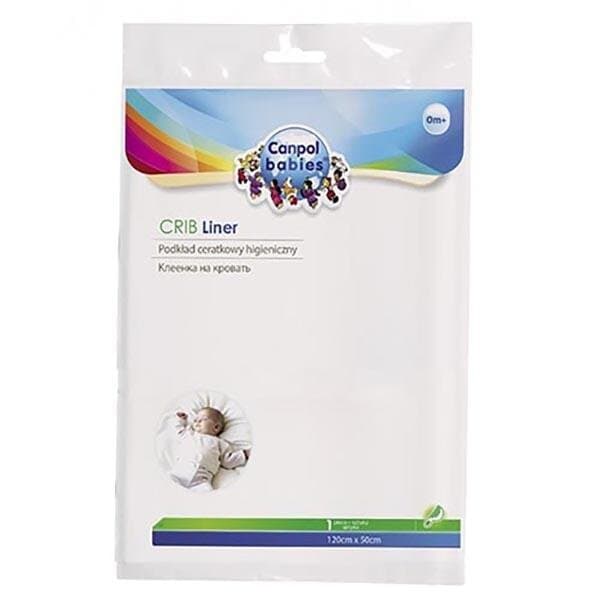 Canpol
babies®
0m+
CRIB Liner
Podkład ceratkowy higieniczny
Клеенка на кровать
1
120cm x 50cm